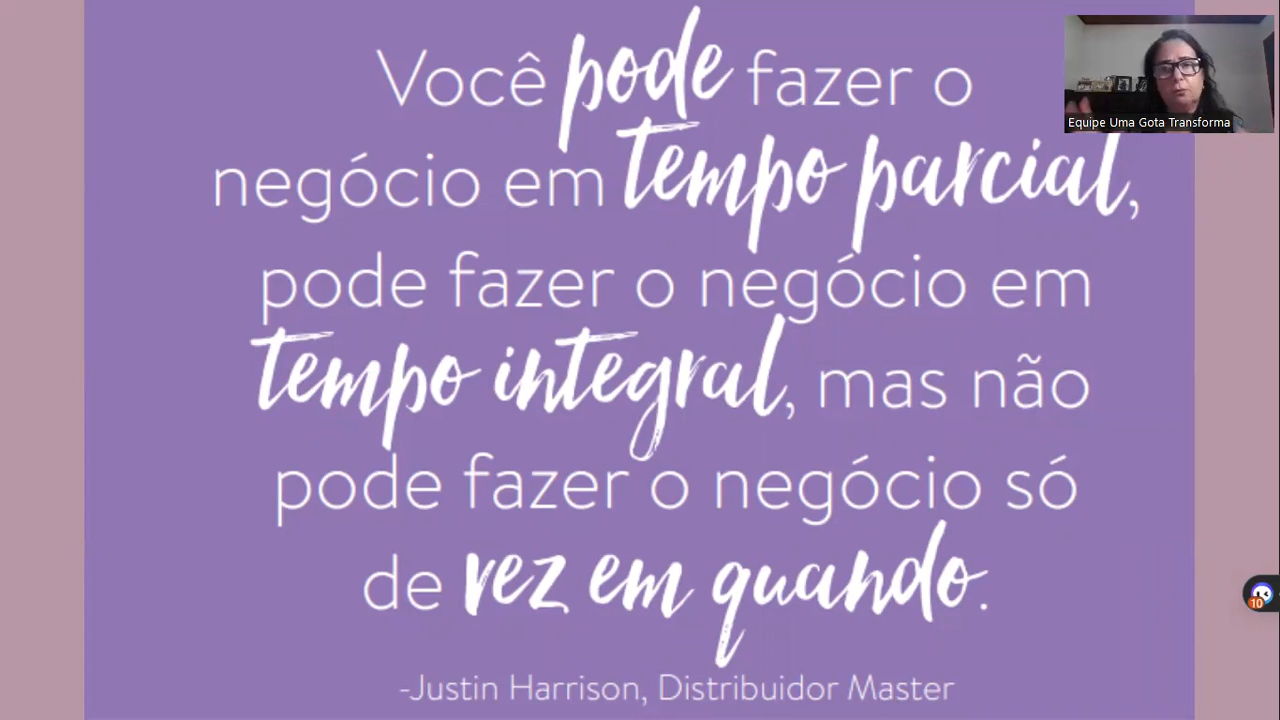 Você pode fazer o
negócio em tempo parcial,
pode fazer o negócio em
tempo integral, mas não
pode fazer o negócio só
de vez em quando.
-Justin Harrison, Distribuidor Master
Equipe Uma Gota Transforma
10